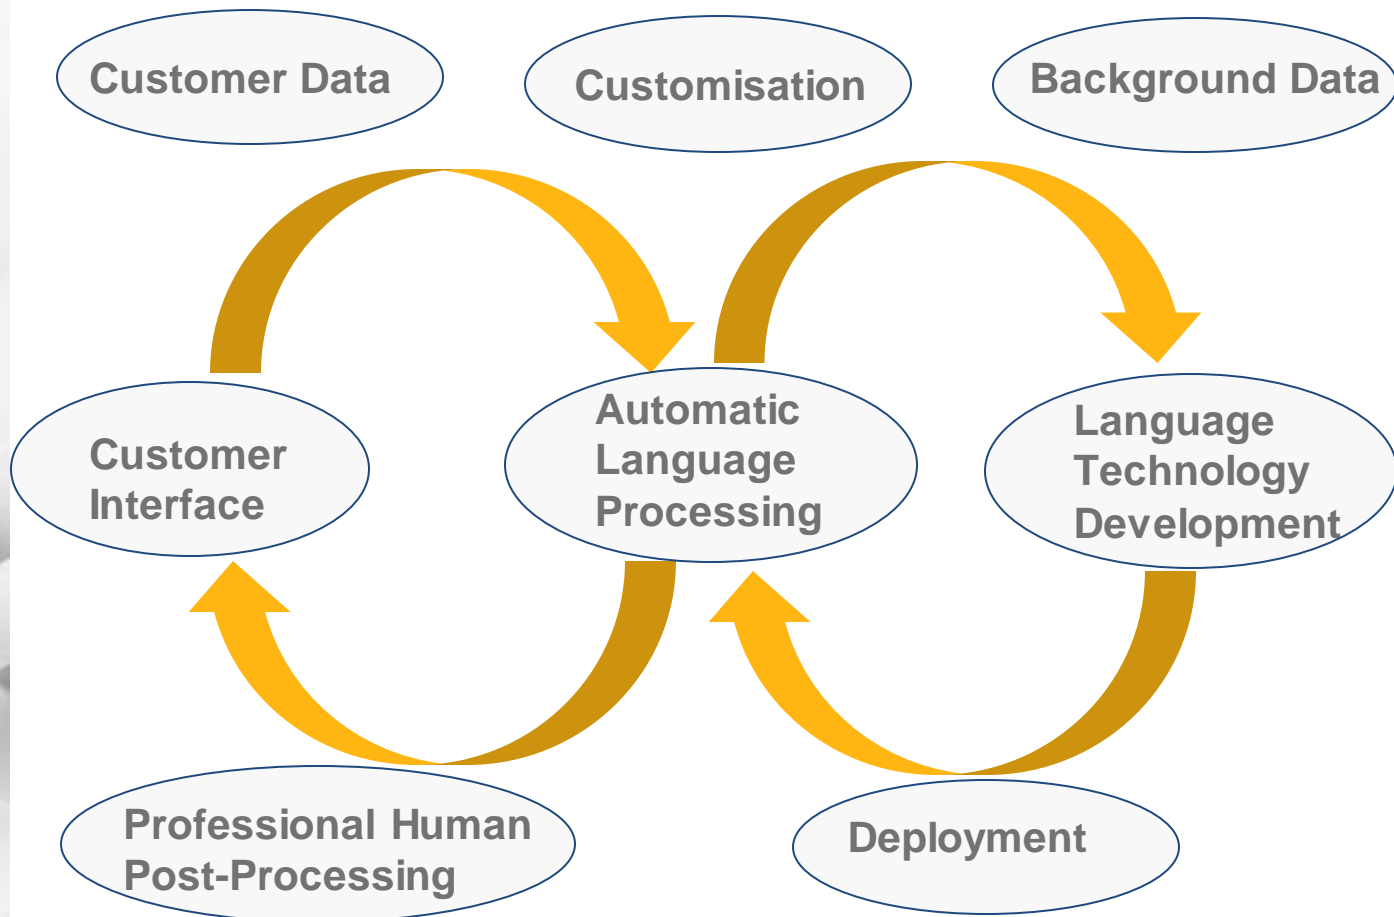 Customer Data
Customisation
Background Data
Customer
Interface
Automatic
Language
Processing
Language
Technology
Development
Professional Human
Post-Processing
Deployment